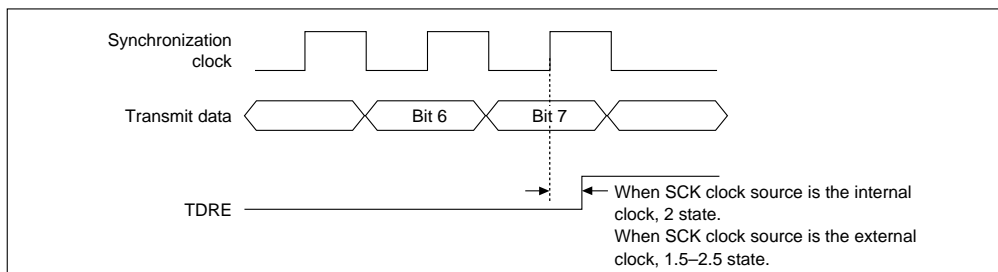 Synchronization
clock
Transmit data
Bit 6
Bit 7
TDRE
When SCK clock source is the internal
clock, 2 state.
When SCK clock source is the external
clock, 1.5–2.5 state.